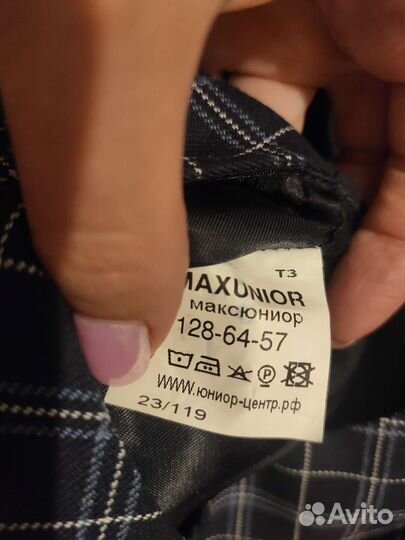 T3
MAXUNIOR
максюниор
128-64-57
www.юниор-центр.рф
23/119
Avito